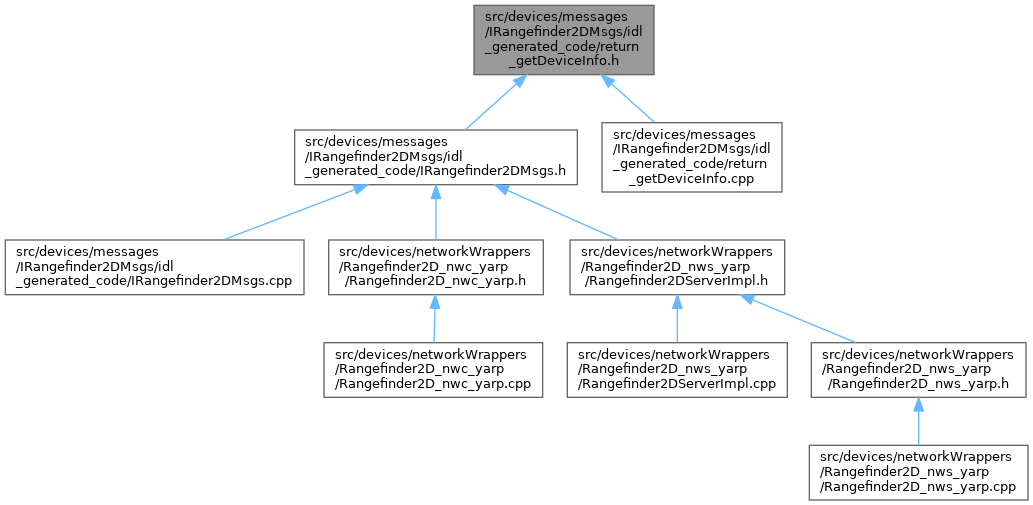 src/devices/messages
/IRangefinder2DMsgs/idl
_generated_code/return
_getDeviceInfo.h
src/devices/messages
/IRangefinder2DMsgs/idl
_generated_code/IRangefinder2DMsgs.h
src/devices/messages
/IRangefinder2DMsgs/idl
_generated_code/return
_getDeviceInfo.cpp
src/devices/messages
/IRangefinder2DMsgs/idl
_generated_code/IRangefinder2DMsgs.cpp
src/devices/networkWrappers
/Rangefinder2D_nwc_yarp
/Rangefinder2D_nwc_yarp.h
src/devices/networkWrappers
/Rangefinder2D_nws_yarp
/Rangefinder2DServerImpl.h
src/devices/networkWrappers
/Rangefinder2D_nwc_yarp
/Rangefinder2D_nwc_yarp.cpp
src/devices/networkWrappers
/Rangefinder2D_nws_yarp
/Rangefinder2DServerImpl.cpp
src/devices/networkWrappers
/Rangefinder2D_nws_yarp
/Rangefinder2D_nws_yarp.h
src/devices/networkWrappers
/Rangefinder2D_nws_yarp
/Rangefinder2D_nws_yarp.cpp